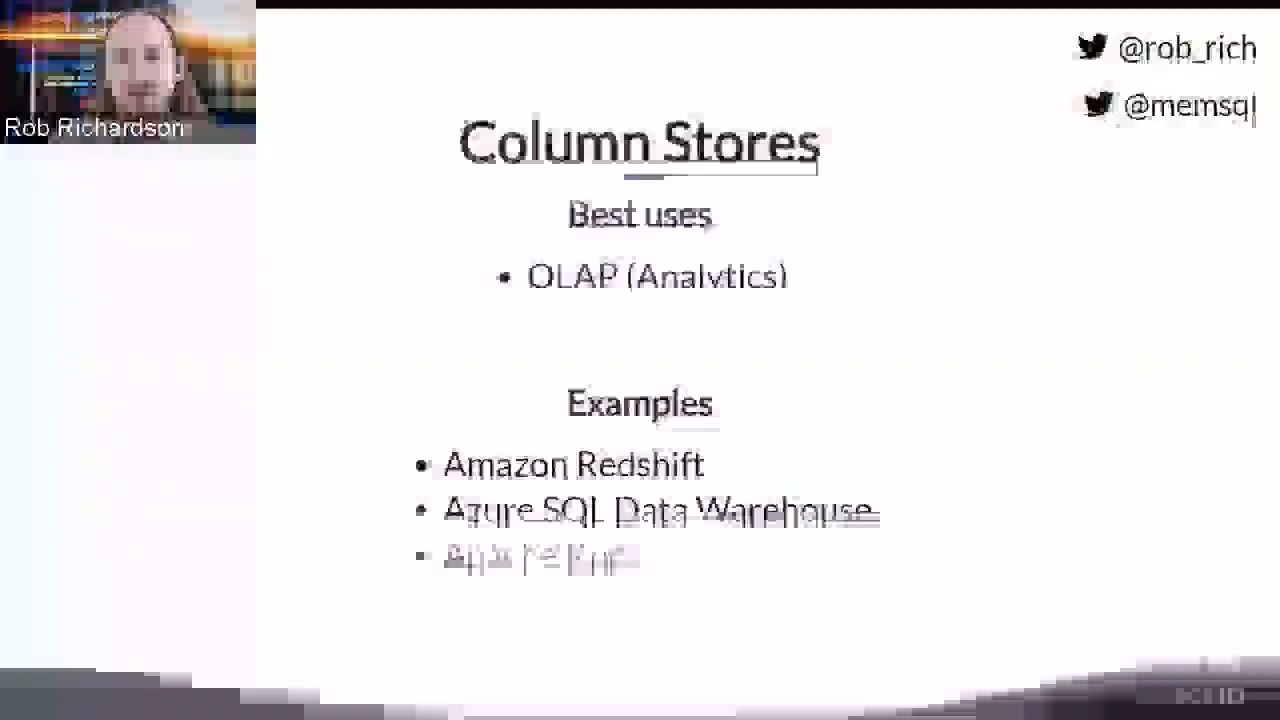 @rob_rich
@memsql
Rob Richardson
Column Stores
Best uses
• OLAP (Analytics)
Examples
• Amazon Redshift
• Azure SQL Data Warehouse
•